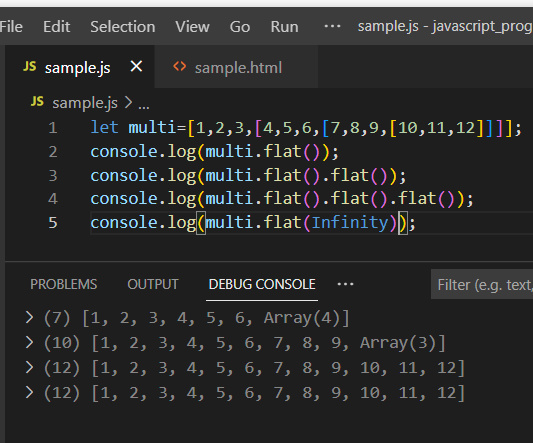 File Edit Selection View Go Run ··· sample.js - javascript_prog
JS sample.js × <> sample.html
JS sample.js > ...
1 let multi=[1,2,3,[4,5,6,[7,8,9,[10,11,12]]]];
2 console.log(multi.flat());
3 console.log(multi.flat().flat());
4 console.log(multi.flat().flat().flat());
5 console.log(multi.flat(Infinity));
PROBLEMS OUTPUT DEBUG CONSOLE ··· Filter (e.g. text,
> (7) [1, 2, 3, 4, 5, 6, Array(4)]
> (10) [1, 2, 3, 4, 5, 6, 7, 8, 9, Array(3)]
> (12) [1, 2, 3, 4, 5, 6, 7, 8, 9, 10, 11, 12]
> (12) [1, 2, 3, 4, 5, 6, 7, 8, 9, 10, 11, 12]